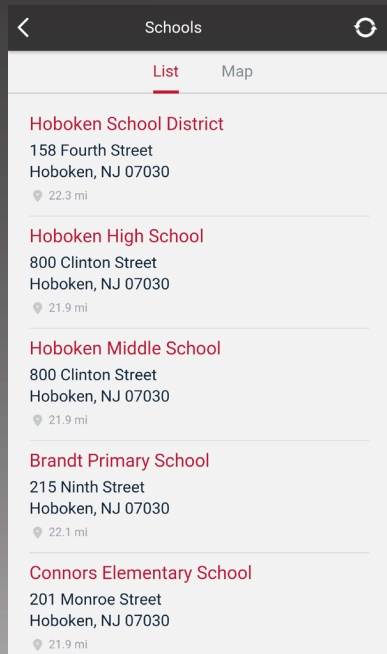 Schools
List Map
Hoboken School District
158 Fourth Street
Hoboken, NJ 07030
22.3 mi
Hoboken High School
800 Clinton Street
Hoboken, NJ 07030
21.9 mi
Hoboken Middle School
800 Clinton Street
Hoboken, NJ 07030
21.9 mi
Brandt Primary School
215 Ninth Street
Hoboken, NJ 07030
22.1 mi
Connors Elementary School
201 Monroe Street
Hoboken, NJ 07030
21.9 mi